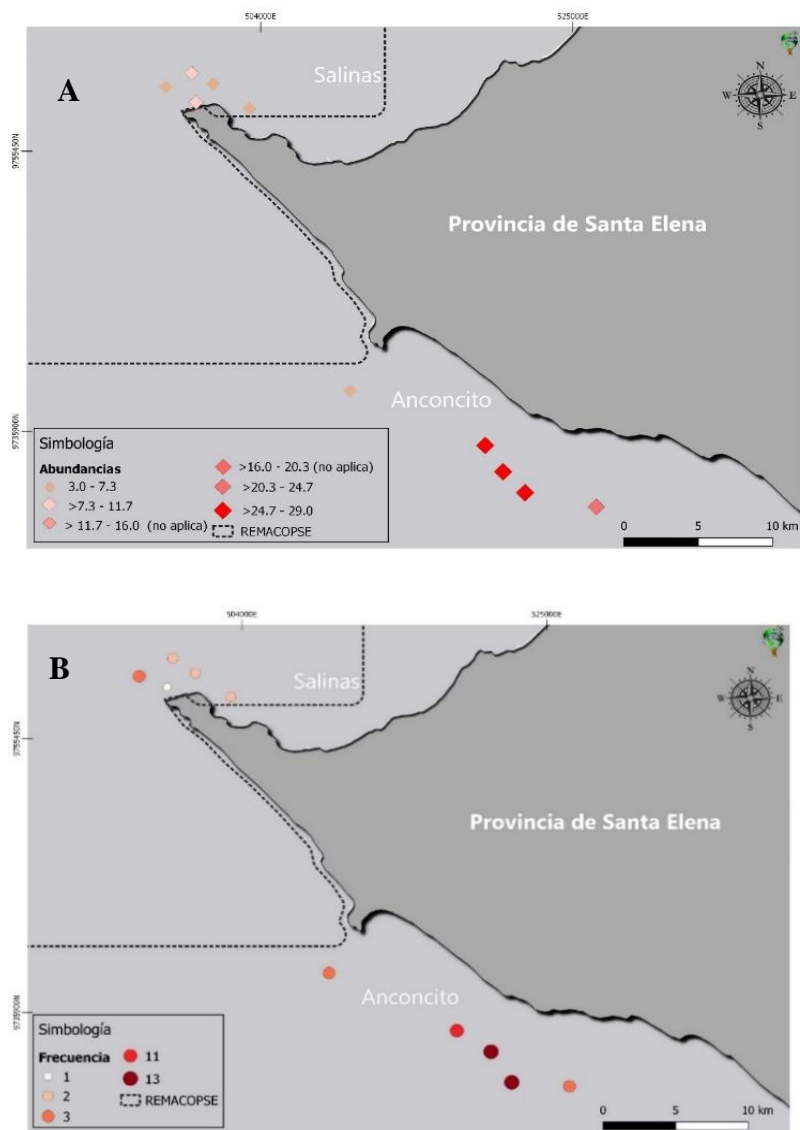 504000E 525000E
A
Salinas
N
W E
S
9755450N
Provincia de Santa Elena
Anconcito
9735900N
Simbología
Abundancias
3.0 - 7.3
>7.3 - 11.7
> 11.7 - 16.0 (no aplica)
>16.0 - 20.3 (no aplica)
>20.3 - 24.7
>24.7 - 29.0
REMACOPSE
0 5 10 km
504000E 525000E
B
Salinas
N
W E
S
9755450N
Provincia de Santa Elena
Anconcito
9735900N
Simbología
Frecuencia
1
2
3
11
13
REMACOPSE
0 5 10 km